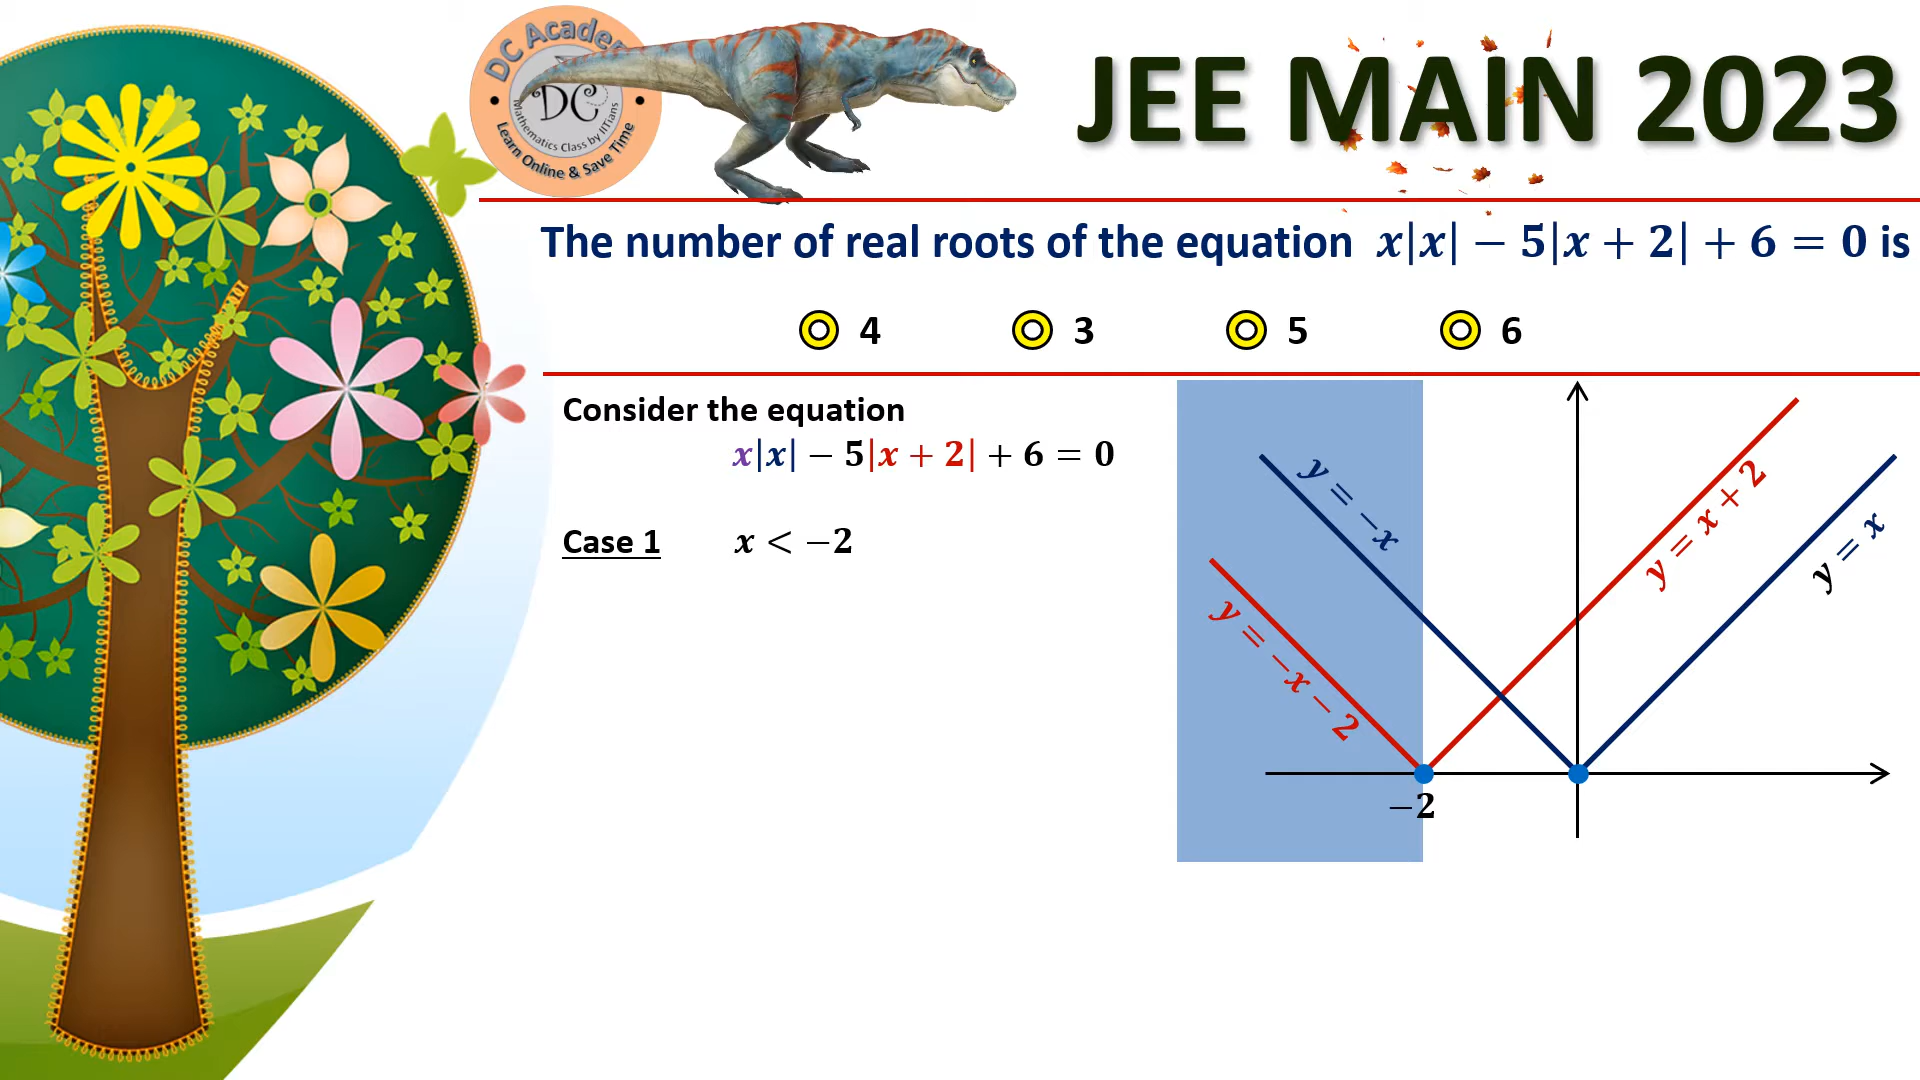 DC Academ
DC
Mathematics Class by IITians
Learn Online & Save Time
JEE MAIN 2023
The number of real roots of the equation x|x| − 5|x + 2| + 6 = 0 is
4 3 5 6
Consider the equation
x|x| − 5|x + 2| + 6 = 0
Case 1 x < −2
y = −x
y = x + 2
y = x
y = −x − 2
−2